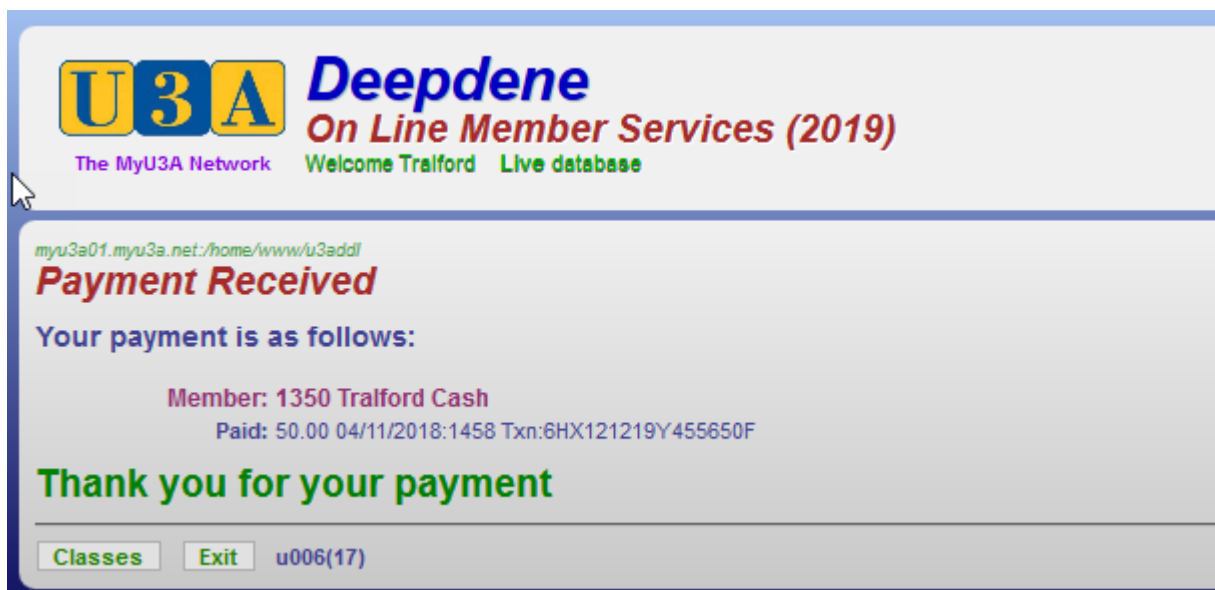 U3A
Deepdene
On Line Member Services (2019)
The MyU3A Network
Welcome Tralford Live database
myu3a01.myu3a.net:/home/www/u3addl
Payment Received
Your payment is as follows:
Member: 1350 Tralford Cash
Paid: 50.00 04/11/2018:1458 Txn:6HX121219Y455650F
Thank you for your payment
Classes Exit u006(17)